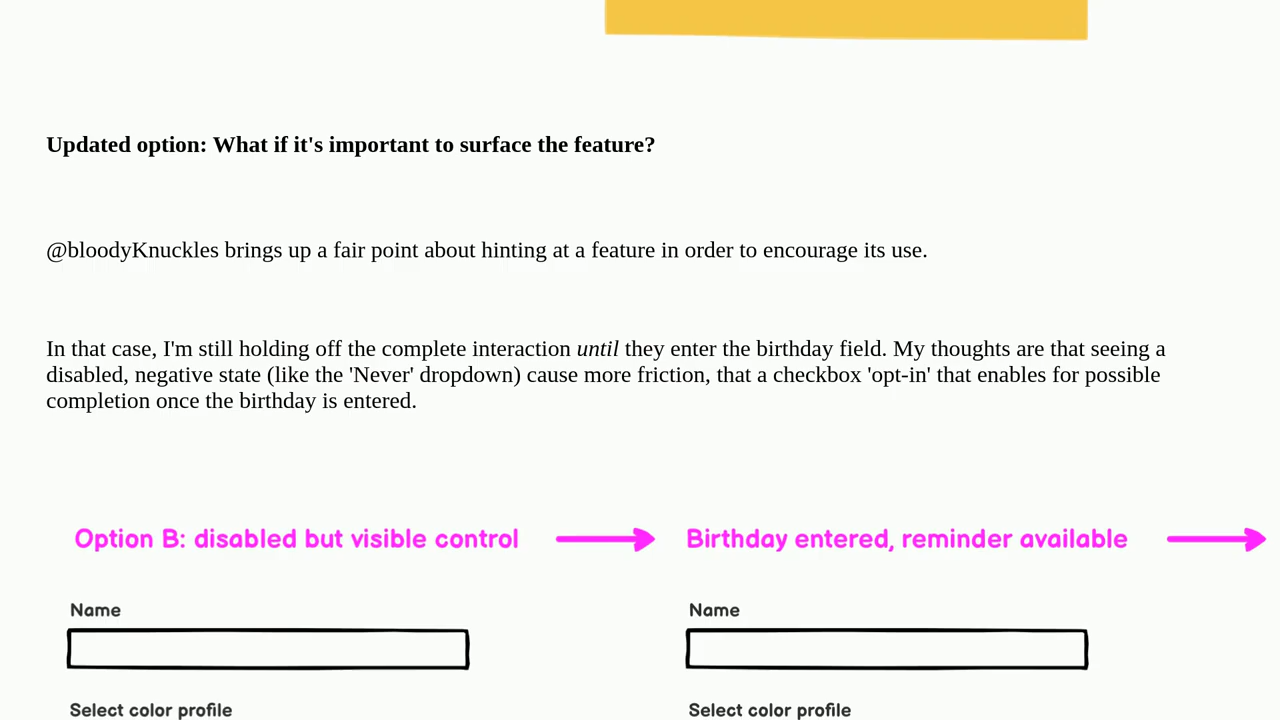 Updated option: What if it's important to surface the feature?
@bloodyKnuckles brings up a fair point about hinting at a feature in order to encourage its use.
In that case, I'm still holding off the complete interaction until they enter the birthday field. My thoughts are that seeing a
disabled, negative state (like the 'Never' dropdown) cause more friction, that a checkbox 'opt-in' that enables for possible
completion once the birthday is entered.
Option B: disabled but visible control
Birthday entered, reminder available
Name
Name
Select color profile
Select color profile